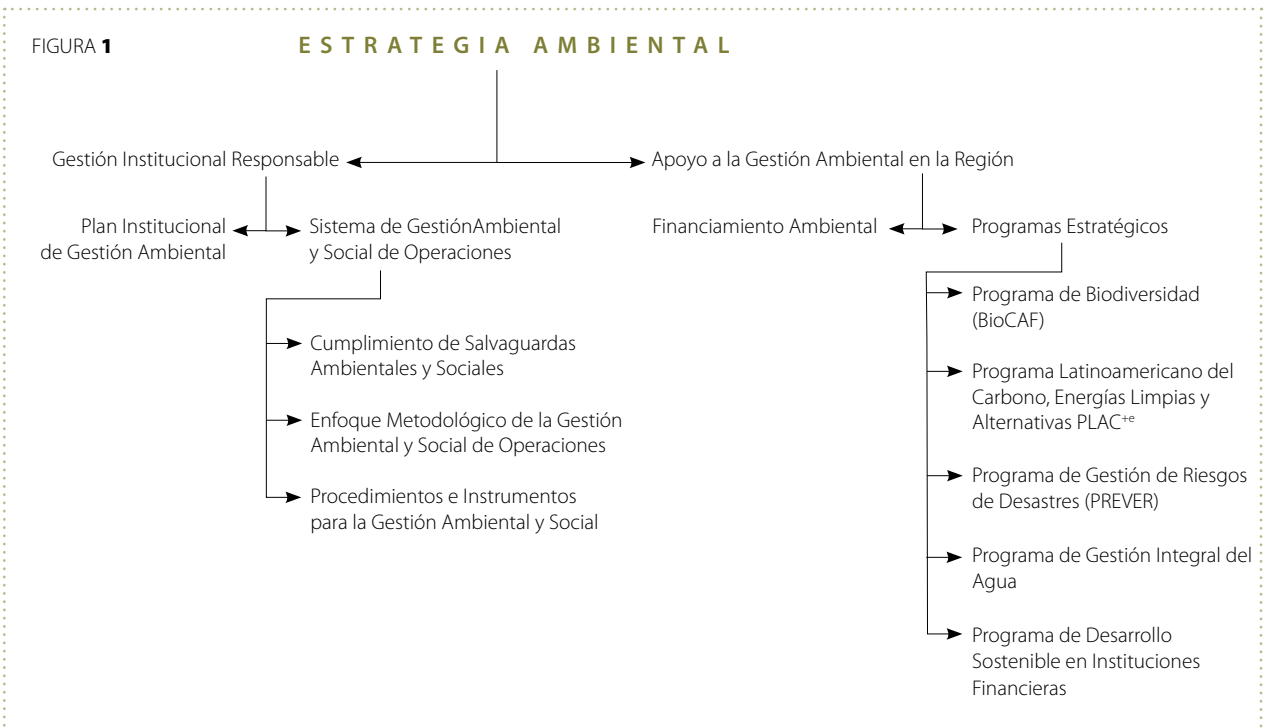 FIGURA 1
ESTRATEGIA AMBIENTAL
Gestión Institucional Responsable
Apoyo a la Gestión Ambiental en la Región
Plan Institucional
de Gestión Ambiental
Sistema de GestiónAmbiental
y Social de Operaciones
Financiamiento Ambiental
Programas Estratégicos
Cumplimiento de Salvaguardas
Ambientales y Sociales
Enfoque Metodológico de la Gestión
Ambiental y Social de Operaciones
Procedimientos e Instrumentos
para la Gestión Ambiental y Social
Programa de Biodiversidad
(BioCAF)
Programa Latinoamericano del
Carbono, Energías Limpias y
Alternativas PLAC+e
Programa de Gestión de Riesgos
de Desastres (PREVER)
Programa de Gestión Integral del
Agua
Programa de Desarrollo
Sostenible en Instituciones
Financieras